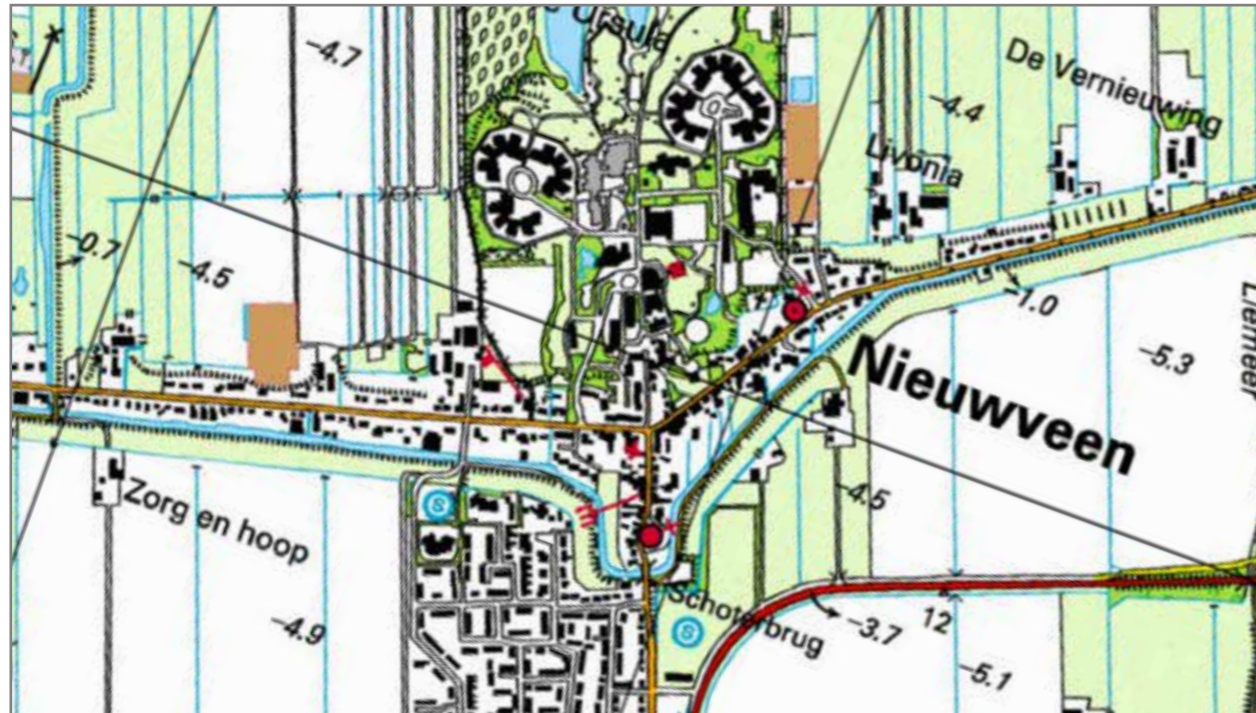 Ursula
-4.7
De Vernieuwing
-4.4
Livonia
-0.7
-4.5
-1.0
-5.3
Nieuwveen
-4.5
Zorg en hoop
S
-4.9
Schoterbrug
S
-3.7
12
-5.1